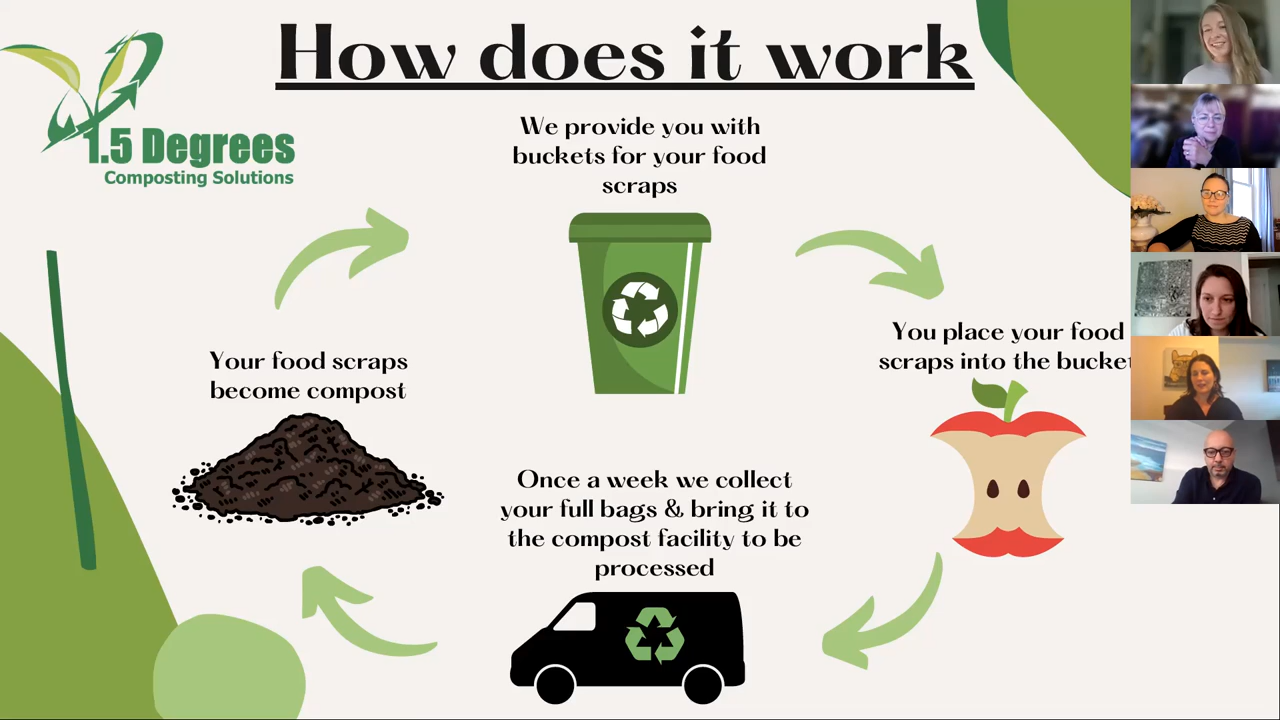 How does it work
1.5 Degrees
Composting Solutions
We provide you with
buckets for your food
scraps
You place your food
scraps into the bucket
Once a week we collect
your full bags & bring it to
the compost facility to be
processed
Your food scraps
become compost